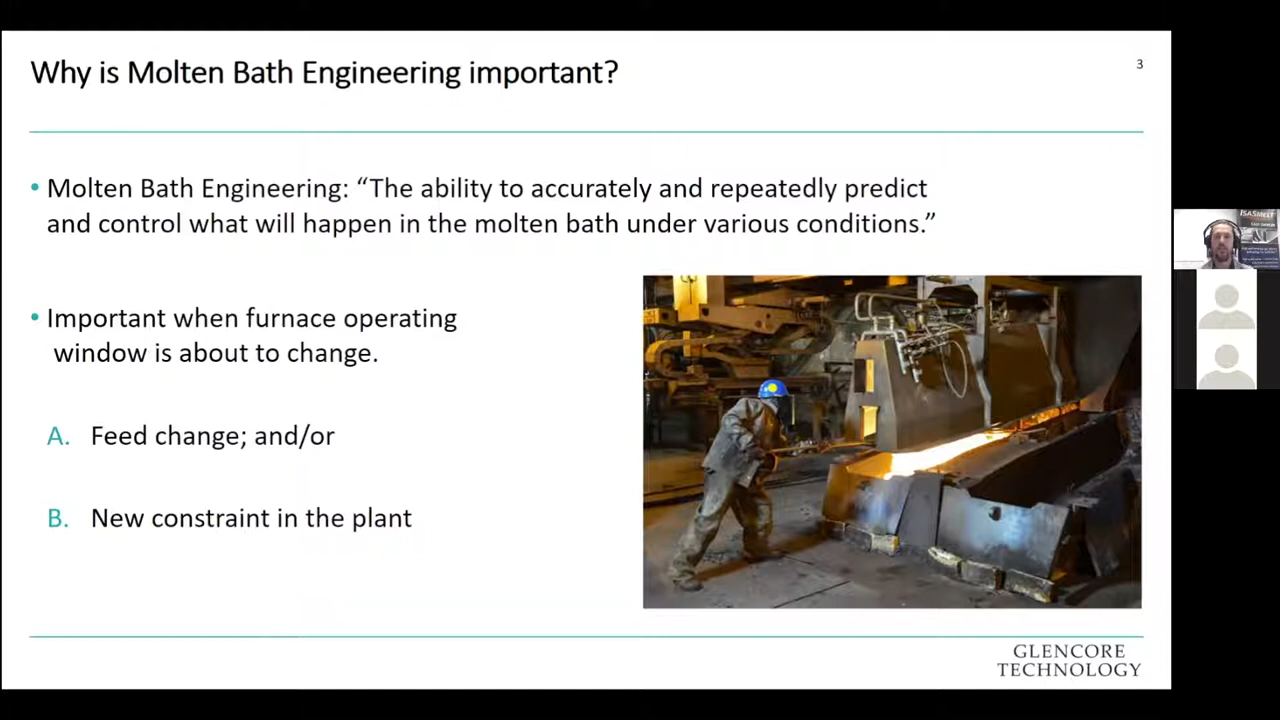 Why is Molten Bath Engineering important?
3
• Molten Bath Engineering: “The ability to accurately and repeatedly predict
and control what will happen in the molten bath under various conditions.”
• Important when furnace operating
window is about to change.
A. Feed change; and/or
B. New constraint in the plant
GLENCORE
TECHNOLOGY
ISASMELT